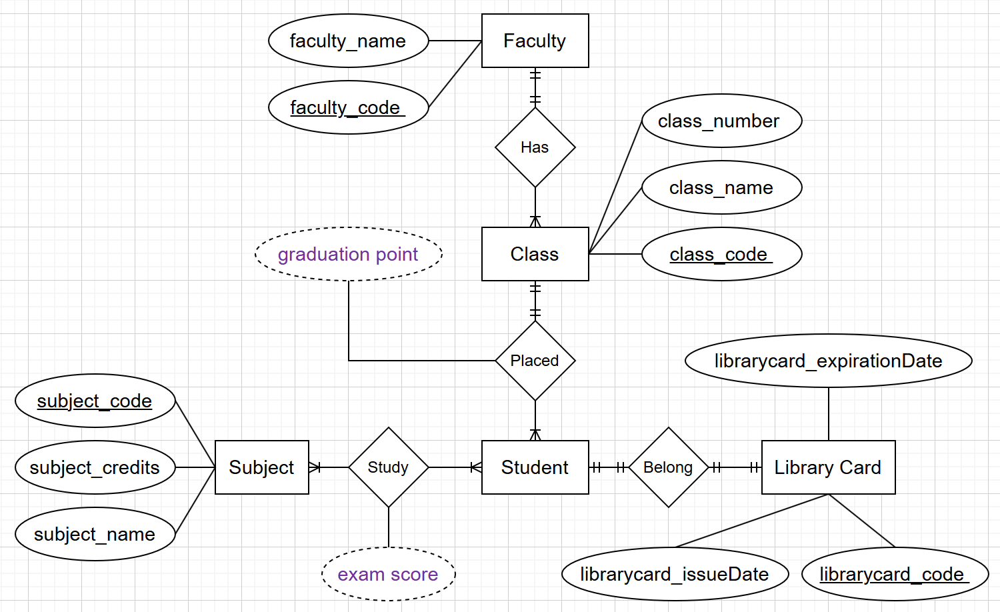 faculty_name
Faculty
faculty_code
class_number
Has
class_name
graduation point
Class
class_code
Placed
librarycard_expirationDate
subject_code
subject_credits
Subject
Study
Student
Belong
Library Card
subject_name
exam score
librarycard_issueDate
librarycard_code